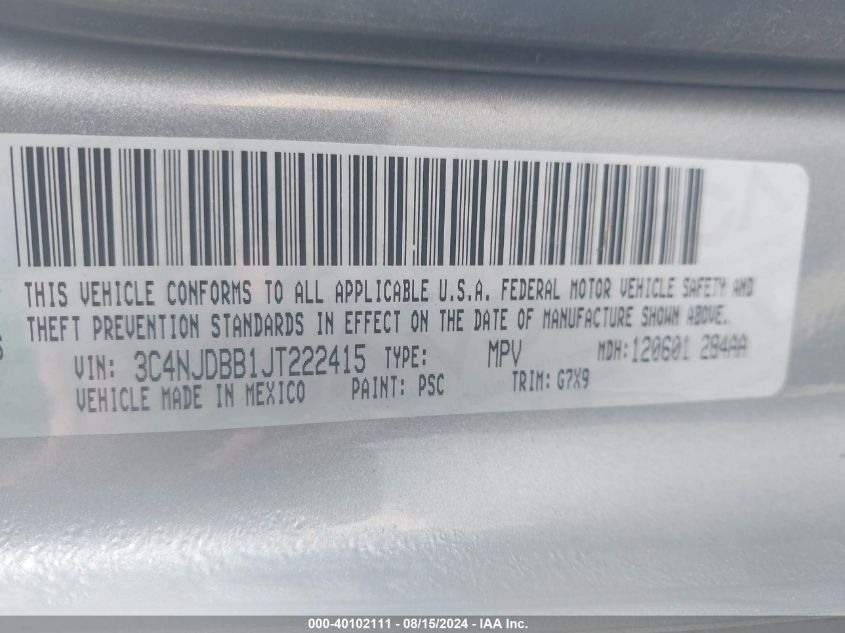 THIS VEHICLE CONFORMS TO ALL APPLICABLE U.S.A. FEDERAL MOTOR VEHICLE SAFETY AND
THEFT PREVENTION STANDARDS IN EFFECT ON THE DATE OF MANUFACTURE SHOWN ABOVE.
VIN: 3C4NJDBB1JT222415 TYPE: MPV MDH: 120601 284AA
VEHICLE MADE IN MEXICO PAINT: PSC TRIM: G7X9
000-40102111 - 08/15/2024 - IAA Inc.